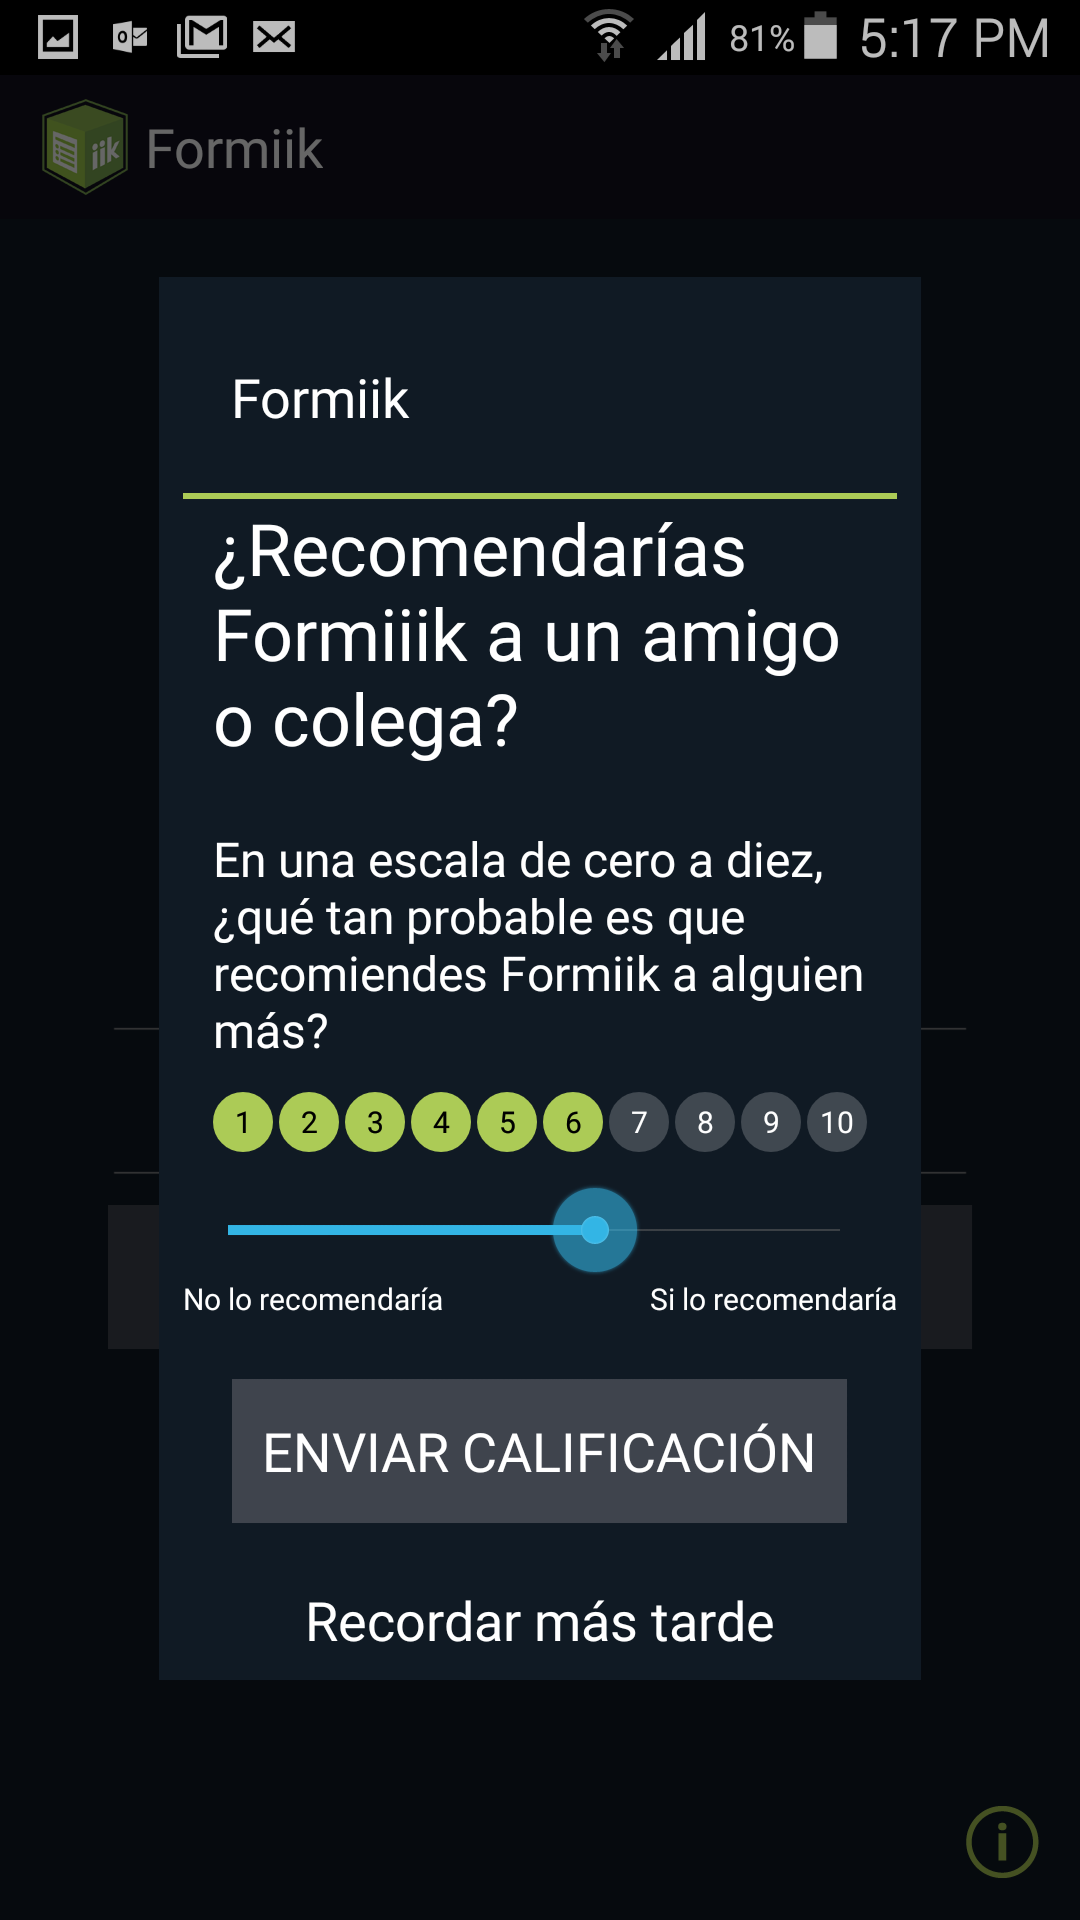 81% 5:17 PM
iik Formiik
Formiik
¿Recomendarías
Formiiik a un amigo
o colega?
En una escala de cero a diez,
¿qué tan probable es que
recomiendes Formiik a alguien
más?
1 2 3 4 5 6 7 8 9 10
No lo recomendaría Si lo recomendaría
ENVIAR CALIFICACIÓN
Recordar más tarde